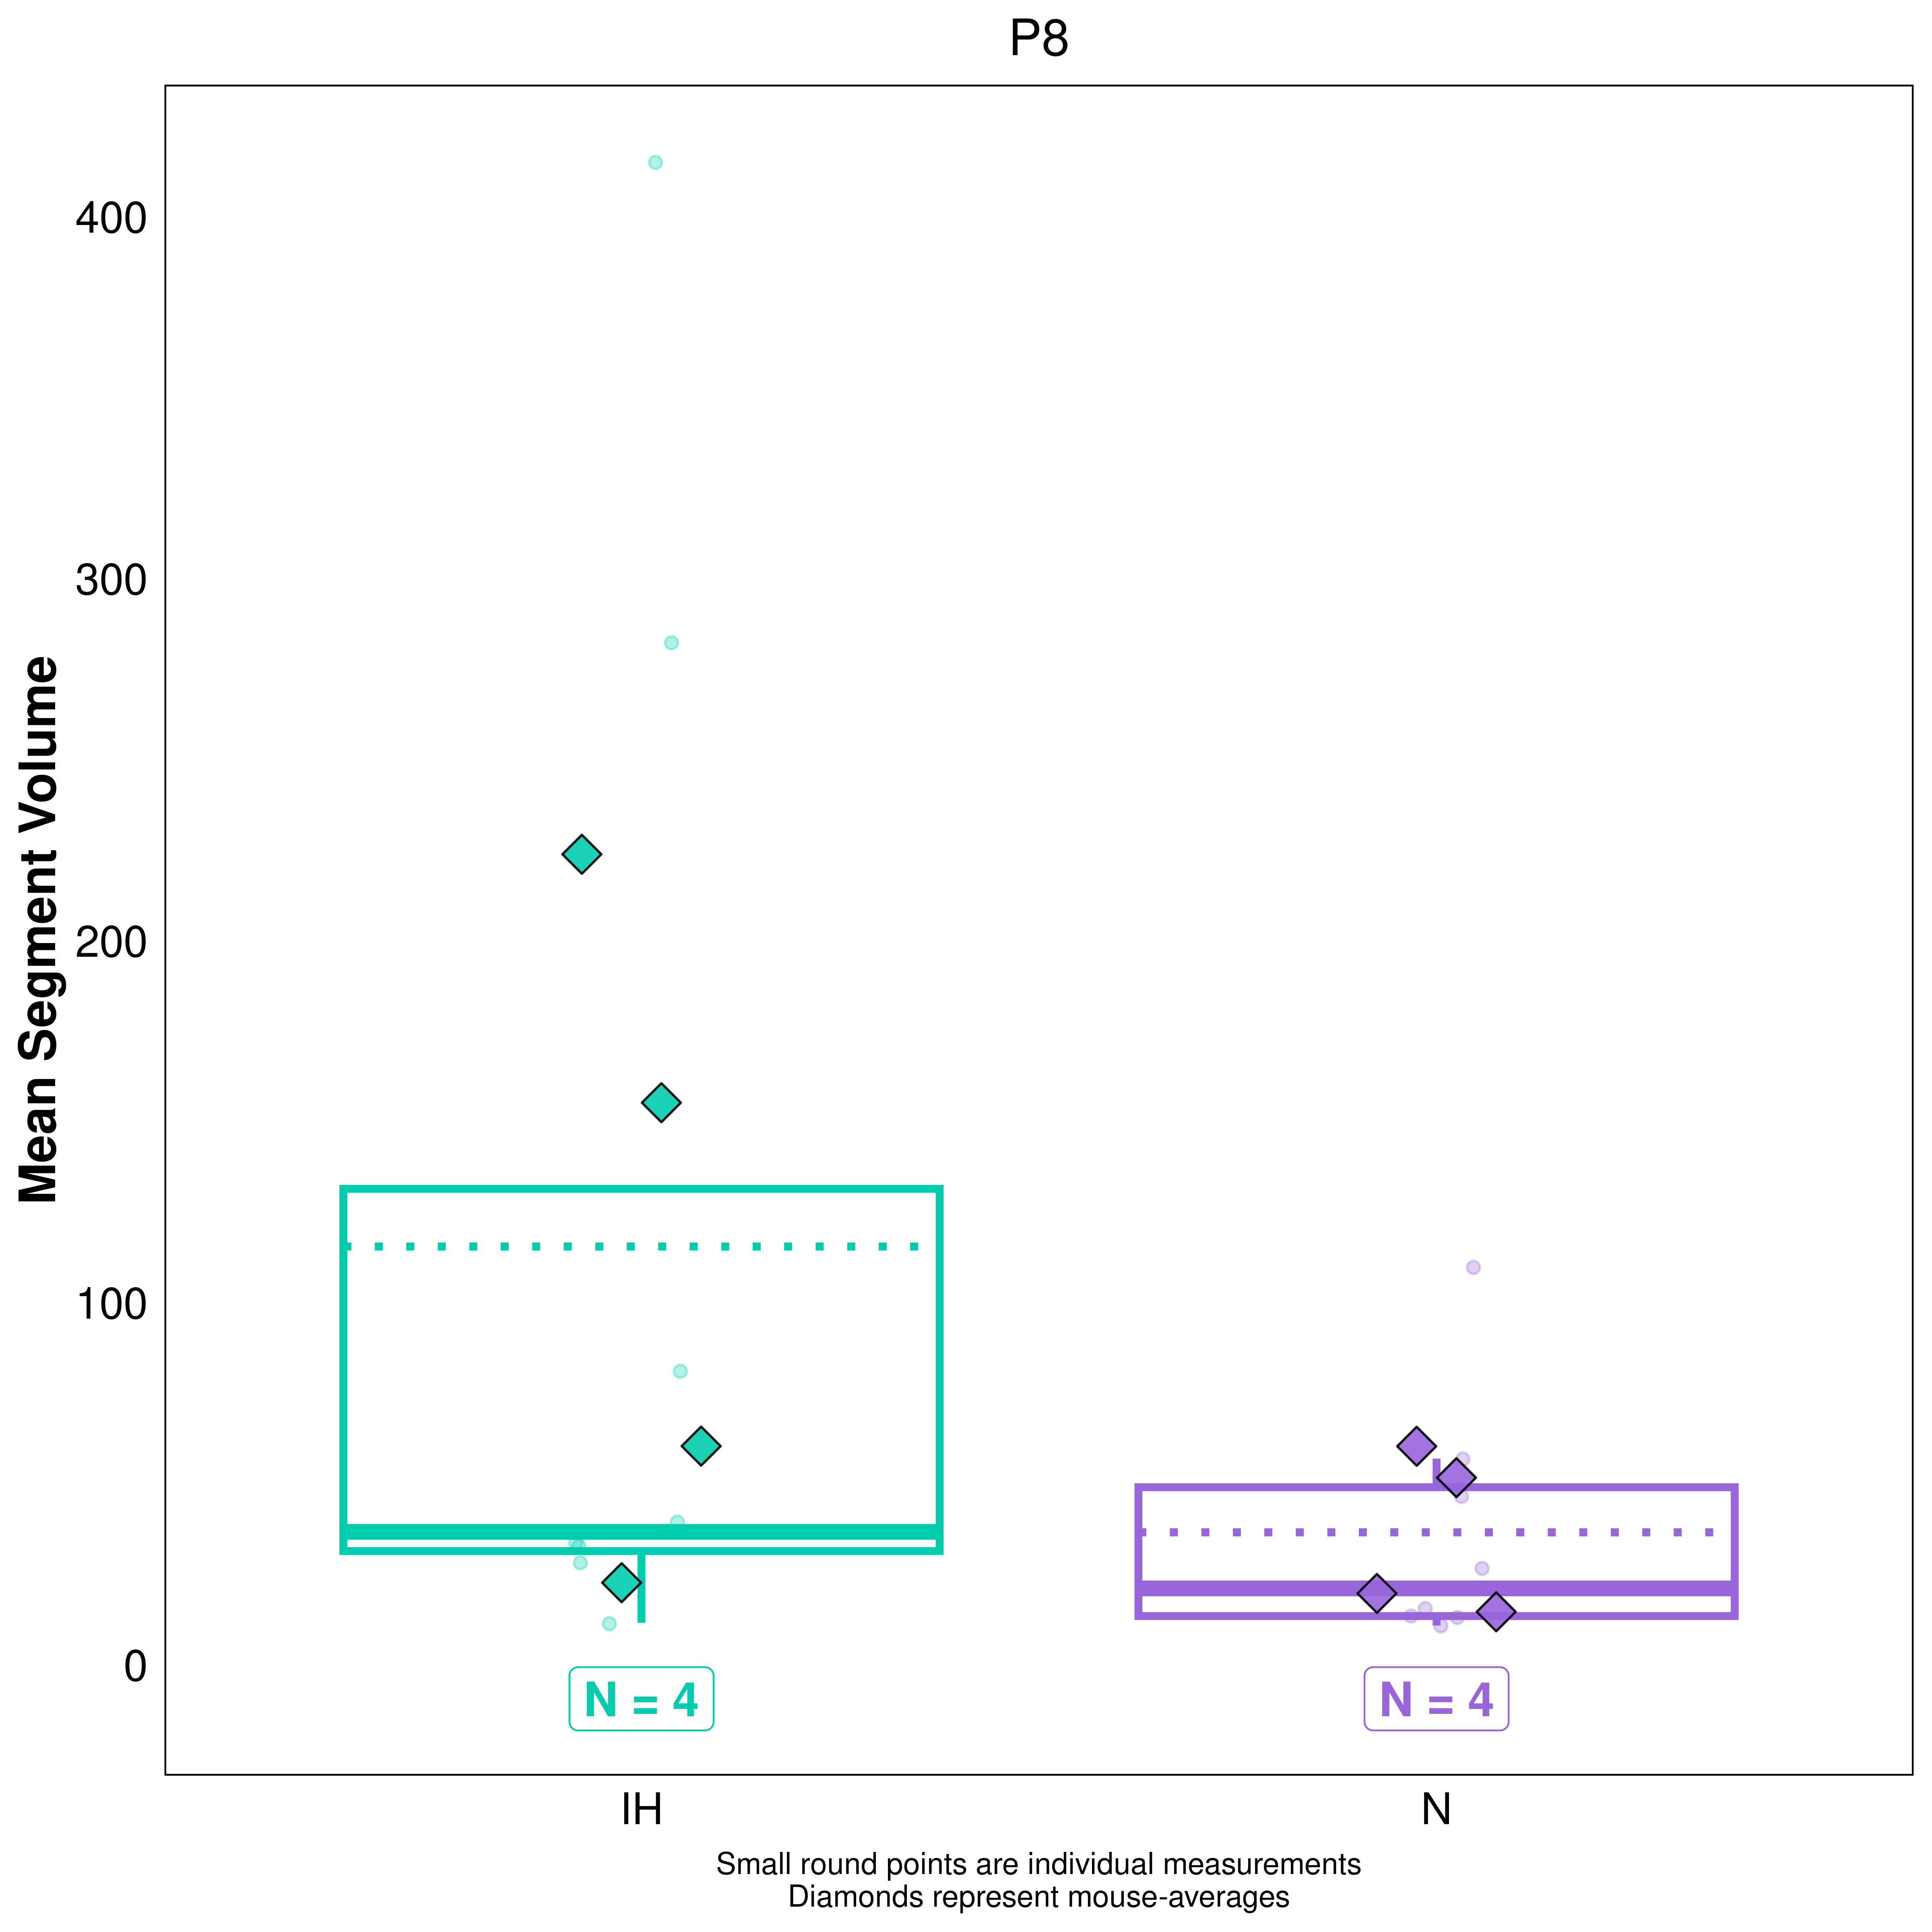 P8
Mean Segment Volume
400
300
200
100
0
N = 4
N = 4
IH
N
Small round points are individual measurements
Diamonds represent mouse-averages